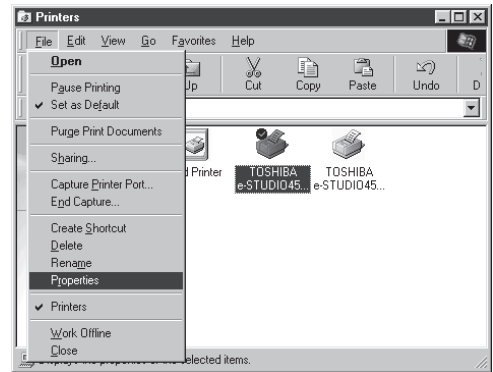 Printers
File Edit View Go Favorites Help
Up Cut Copy Paste Undo D
Open
Pause Printing
Set as Default
Purge Print Documents
Sharing...
Capture Printer Port...
End Capture...
Create Shortcut
Delete
Rename
Properties
Printers
Work Offline
Close
Printer
TOSHIBA
e-STUDIO45...
TOSHIBA
e-STUDIO45...
selected items.